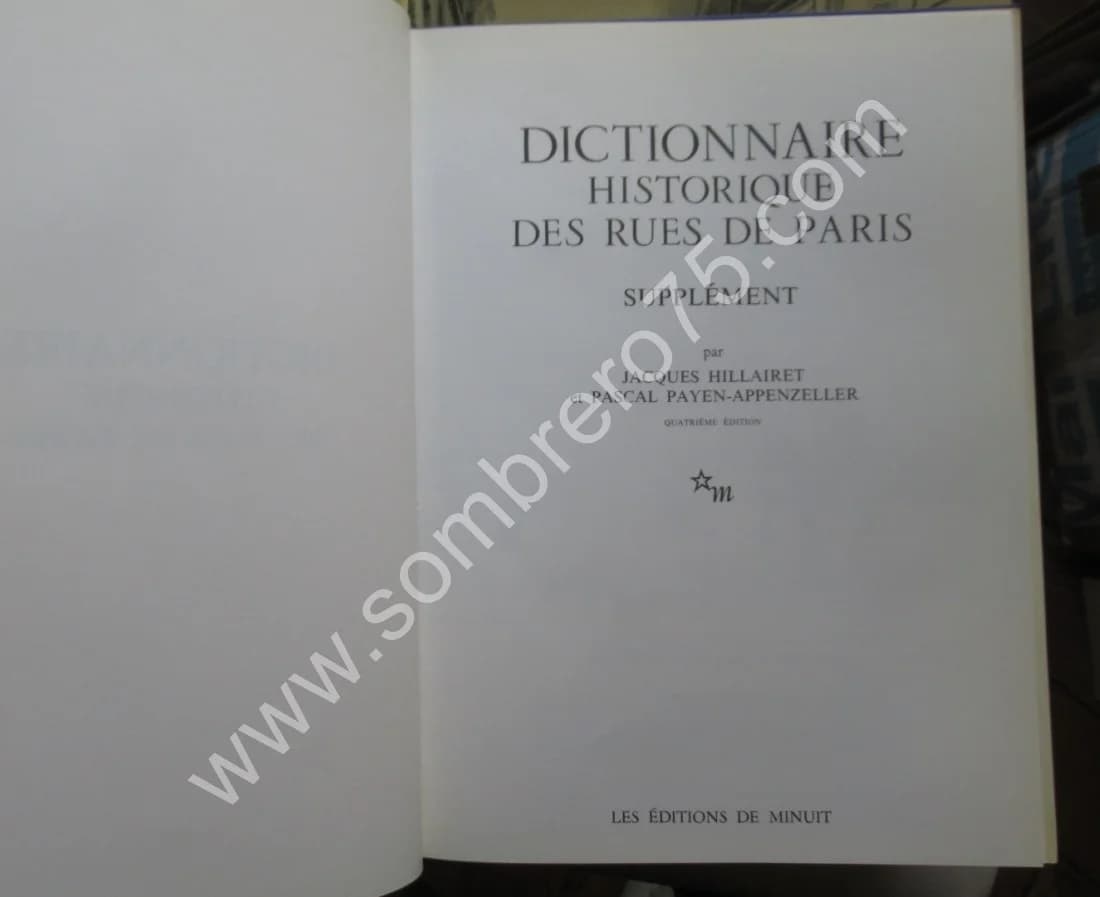 DICTIONNAIRE
HISTORIQUE
DES RUES DE PARIS
SUPPLÉMENT
par
JACQUES HILLAIRET
et PASCAL PAYEN-APPENZELLER
QUATRIÈME ÉDITION
m
LES ÉDITIONS DE MINUIT
www.sombrero75.com